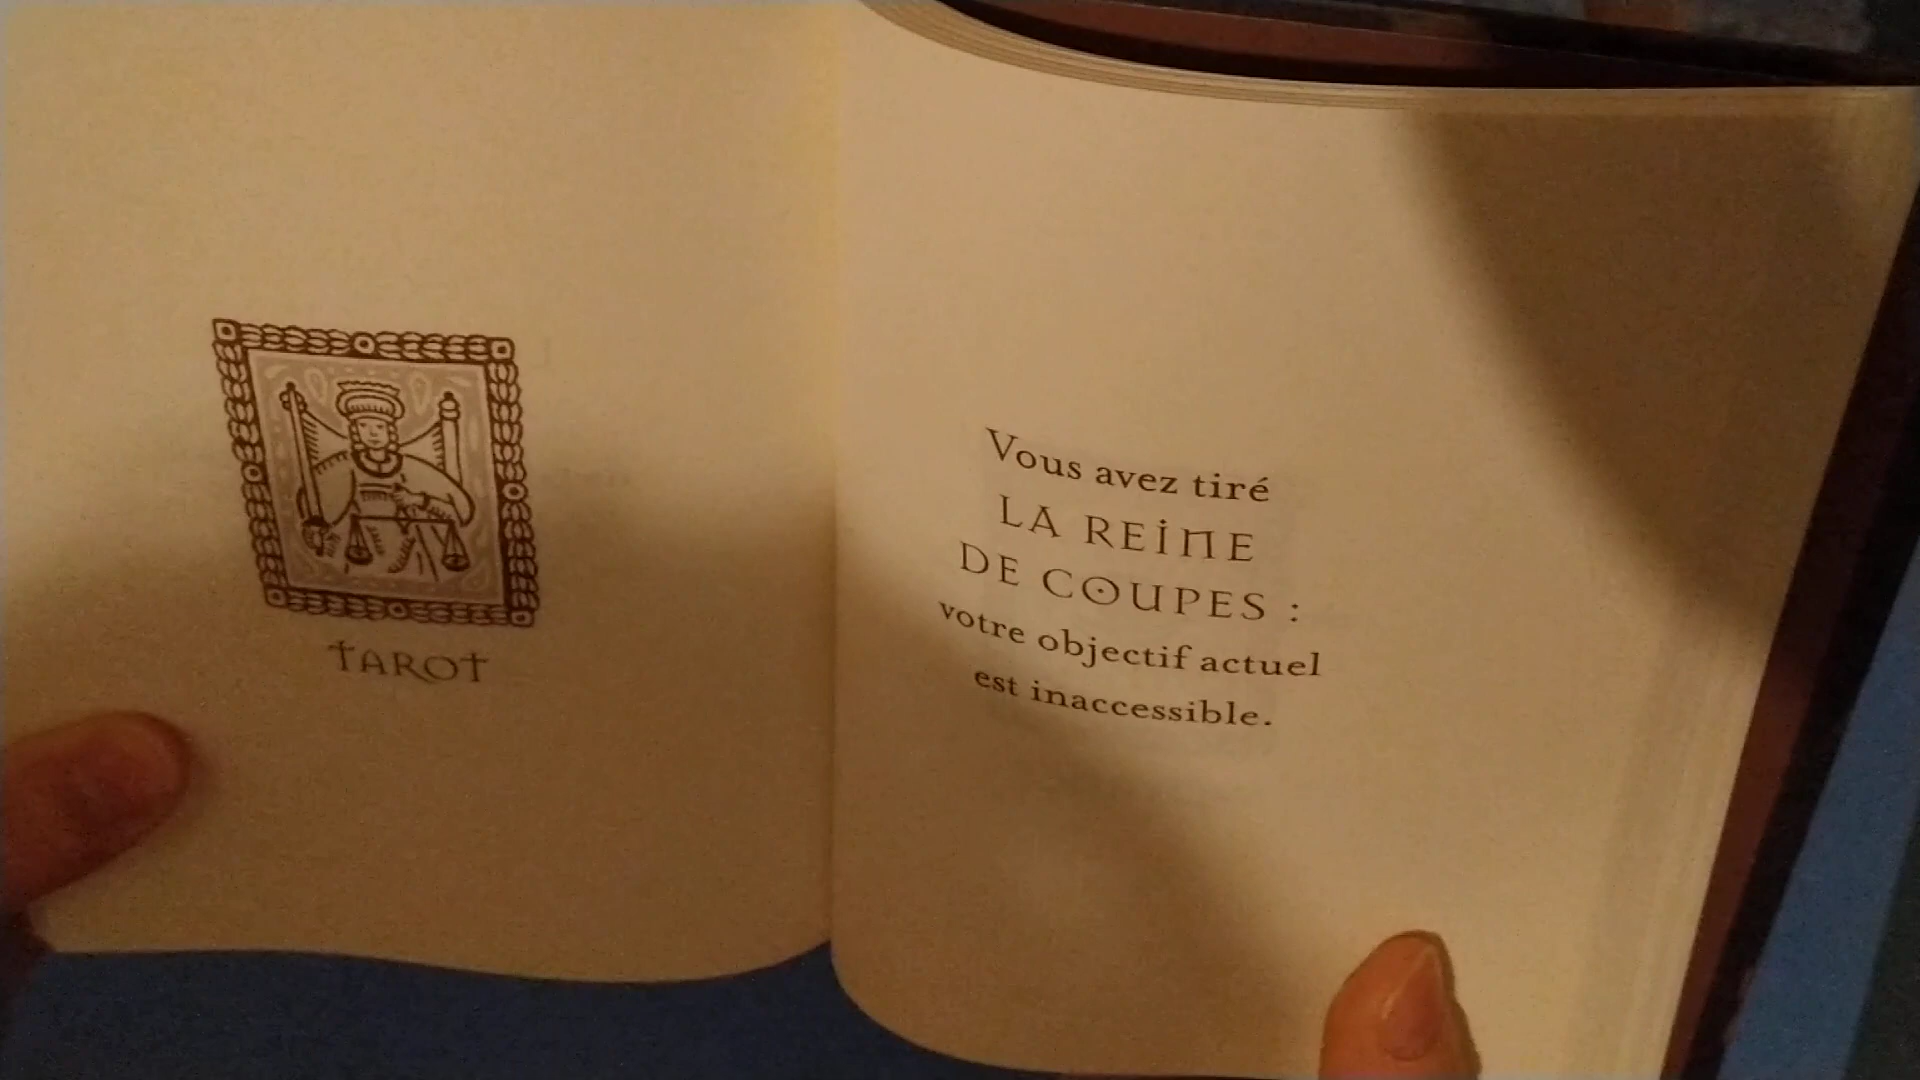 TAROT
Vous avez tiré
LA REINE
DE COUPES :
votre objectif actuel
est inaccessible.